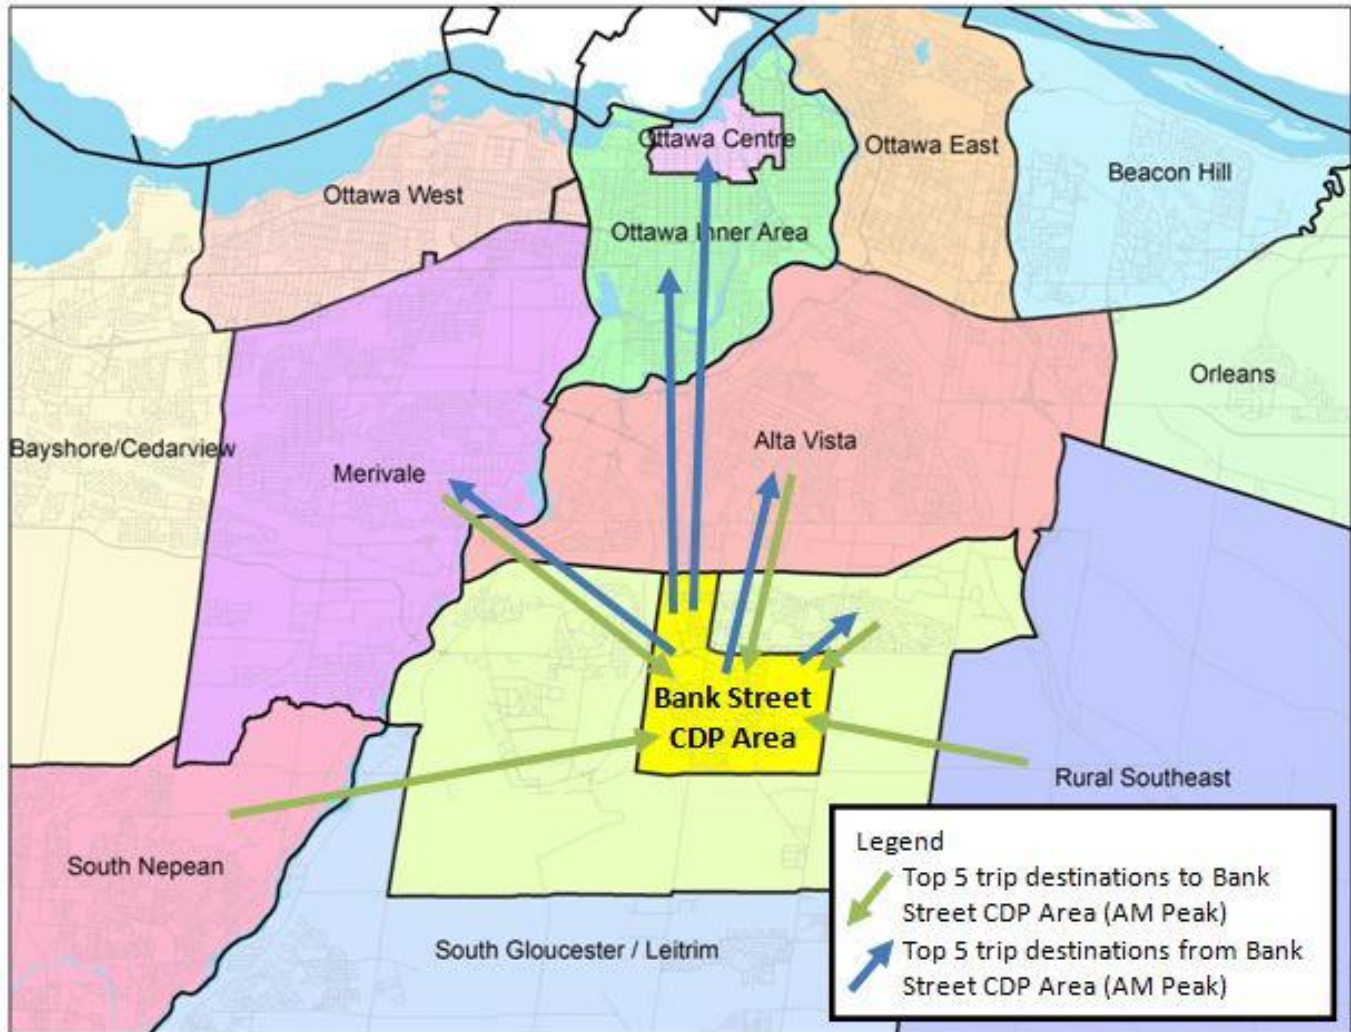 Ottawa Centre
Ottawa East
Beacon Hill
Ottawa West
Ottawa Inner Area
Orleans
Alta Vista
Bayshore/Cedarview
Merivale
Bank Street
CDP Area
Rural Southeast
South Nepean
South Gloucester / Leitrim
Legend
Top 5 trip destinations to Bank
Street CDP Area (AM Peak)
Top 5 trip destinations from Bank
Street CDP Area (AM Peak)